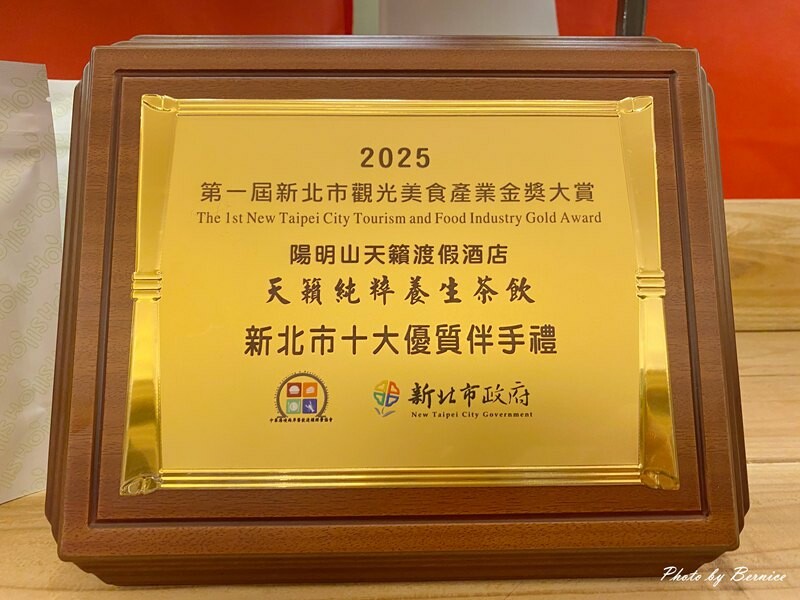 2025
第一屆新北市觀光美食產業金獎大賞
The 1st New Taipei City Tourism and Food Industry Gold Award
陽明山天籟渡假酒店
天籟純粹養生茶飲
新北市十大優質伴手禮
新北市政府
New Taipei City Government
Photo by Bernice